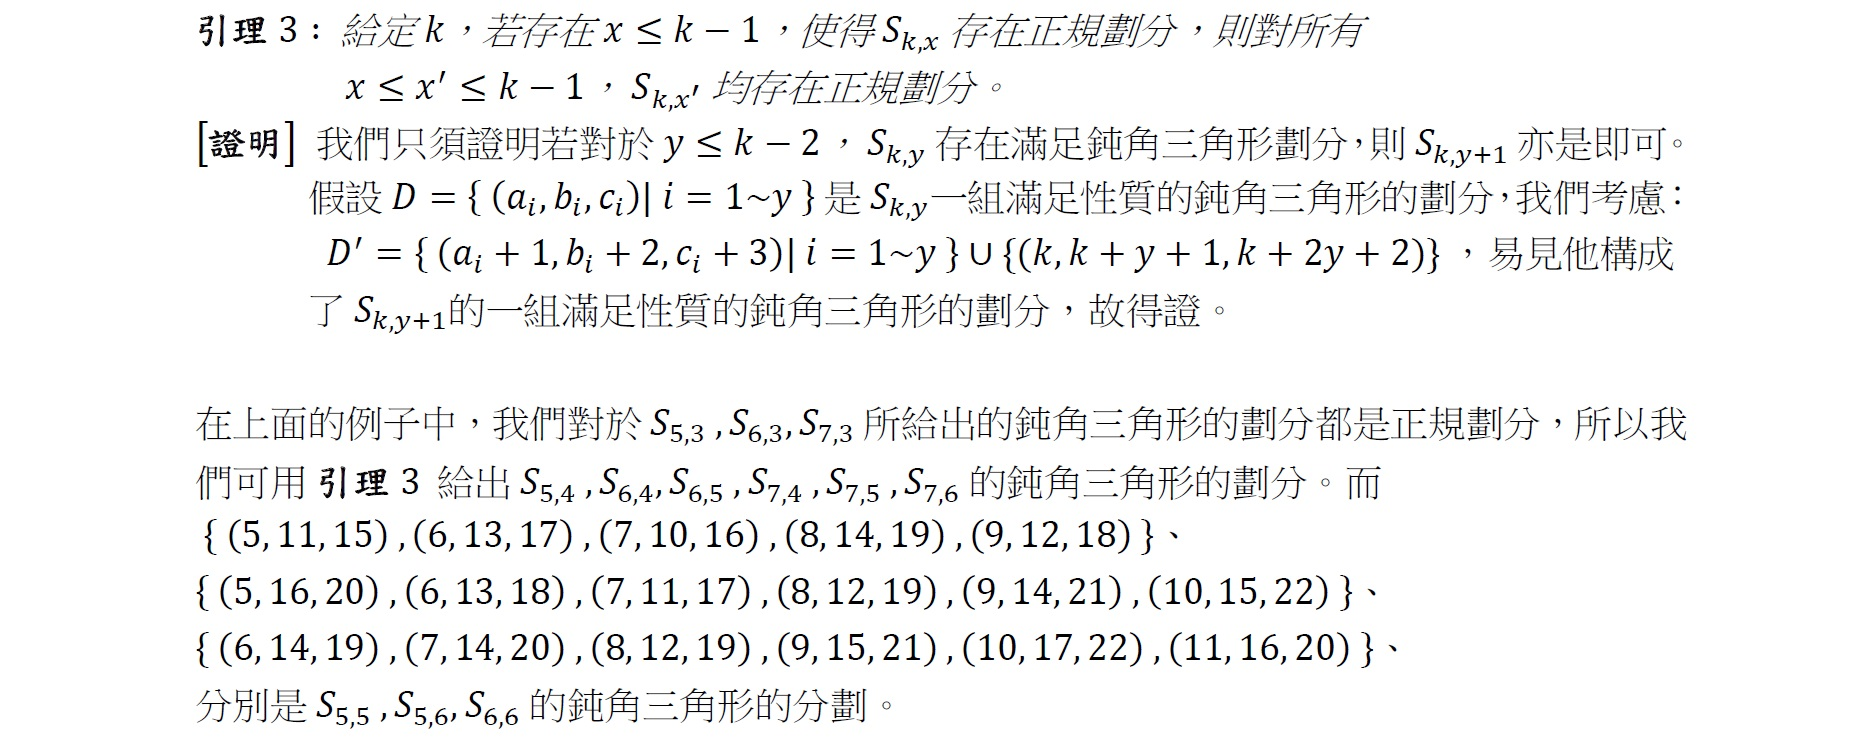 引理 3:給定 k,若存在 x ≤ k − 1,使得 S_{k,x} 存在正規劃分,則對所有
x ≤ x′ ≤ k − 1,S_{k,x′} 均存在正規劃分。
[證明] 我們只須證明若對於 y ≤ k − 2,S_{k,y} 存在滿足鈍角三角形劃分,則 S_{k,y+1} 亦是即可。
假設 D = { (a_i, b_i, c_i)| i = 1~y } 是 S_{k,y} 一組滿足性質的鈍角三角形的劃分,我們考慮:
D′ = { (a_i + 1, b_i + 2, c_i + 3)| i = 1~y } ∪ {(k, k + y + 1, k + 2y + 2)} ,易見他構成
了 S_{k,y+1}的一組滿足性質的鈍角三角形的劃分,故得證。
在上面的例子中,我們對於 S_{5,3} , S_{6,3}, S_{7,3} 所給出的鈍角三角形的劃分都是正規劃分,所以我
們可用 引理 3 給出 S_{5,4} , S_{6,4}, S_{6,5} , S_{7,4} , S_{7,5} , S_{7,6} 的鈍角三角形的劃分。而
{ (5, 11, 15) , (6, 13, 17) , (7, 10, 16) , (8, 14, 19) , (9, 12, 18) }、
{ (5, 16, 20) , (6, 13, 18) , (7, 11, 17) , (8, 12, 19) , (9, 14, 21) , (10, 15, 22) }、
{ (6, 14, 19) , (7, 14, 20) , (8, 12, 19) , (9, 15, 21) , (10, 17, 22) , (11, 16, 20) }、
分別是 S_{5,5} , S_{5,6}, S_{6,6} 的鈍角三角形的分劃。